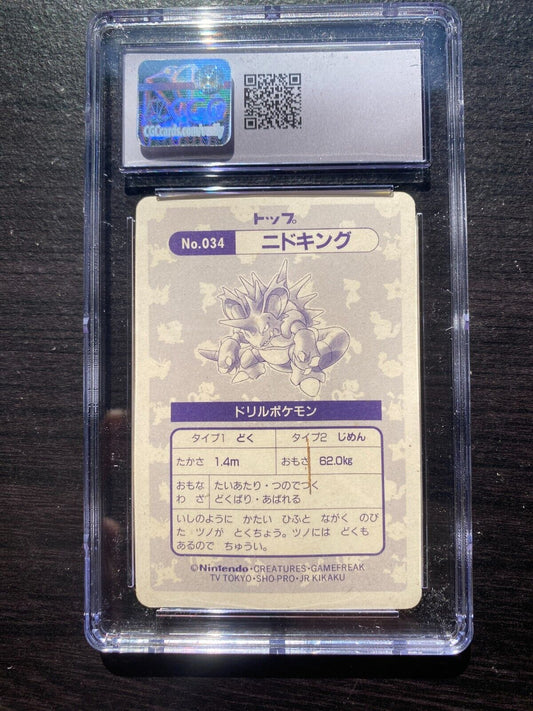 CGCcards.com/verify
トップ
No.034 ニドキング
ドリルポケモン
タイプ1 どく タイプ2 じめん
たかさ 1.4m おもさ 62.0kg
おもな たいあたり・つのでつく
わ ざ どくばり・あばれる
いしのように かたい ひふと ながく のび
た ツノが とくちょう。ツノには どくも
あるので ちゅうい。
©Nintendo・CREATURES・GAMEFREAK
TV TOKYO・SHO-PRO・JR KIKAKU